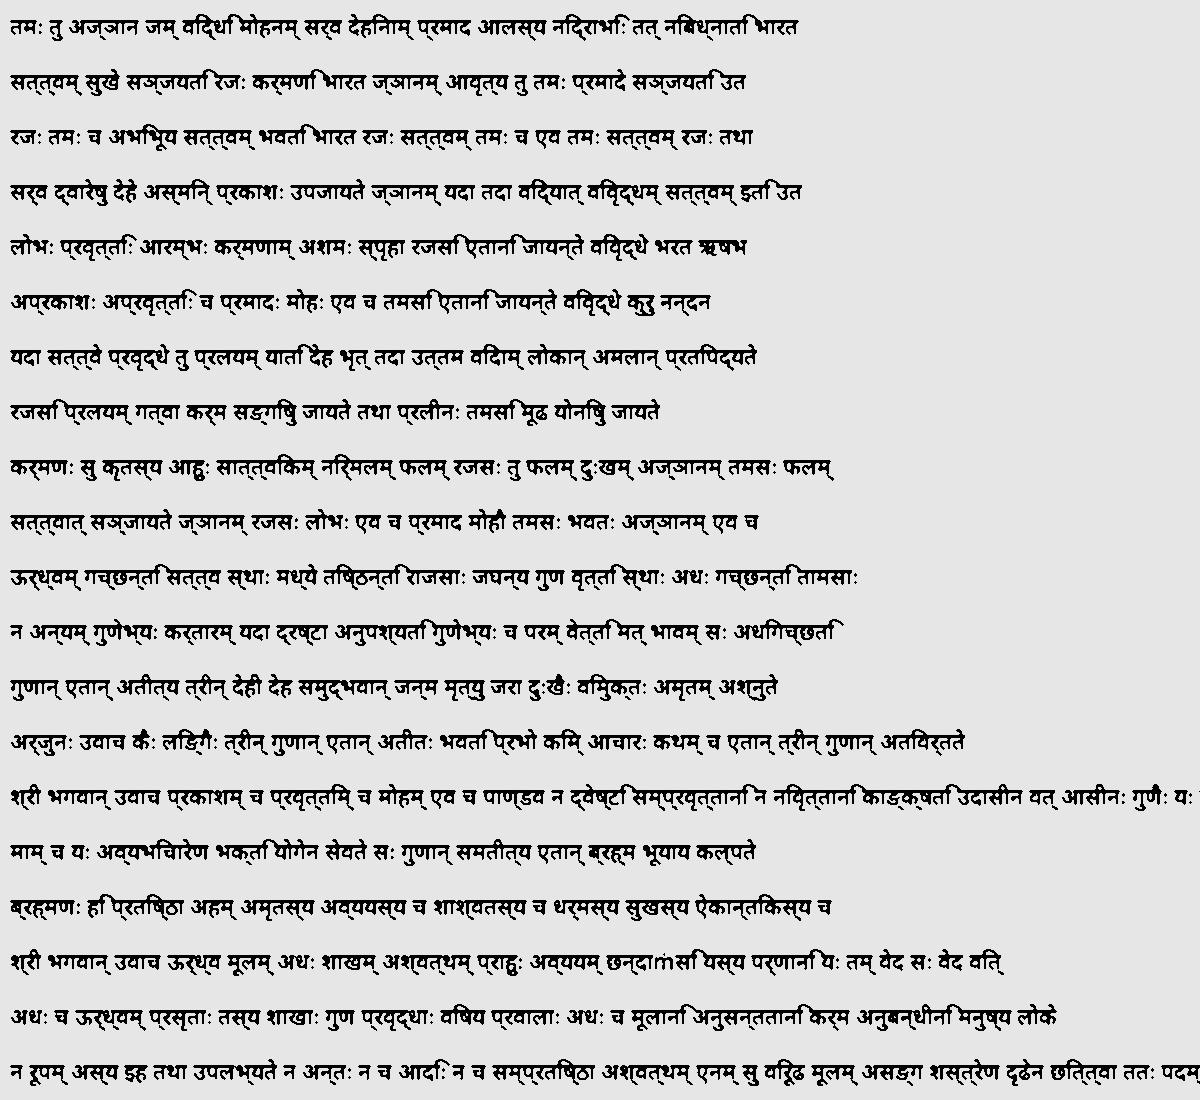 तमः तु अज्ञान जम् विद्धि मोहनम् सर्व देहिनाम् प्रमाद आलस्य निद्राभिः तत् निबध्नाति भारत
सत्त्वम् सुखे सञ्जयति रजः कर्मणि भारत ज्ञानम् आवृत्य तु तमः प्रमादे सञ्जयति उत
रजः तमः च अभिभूय सत्त्वम् भवति भारत रजः सत्त्वम् तमः च एव तमः सत्त्वम् रजः तथा
सर्व द्वारेषु देहे अस्मिन् प्रकाशः उपजायते ज्ञानम् यदा तदा विद्यात् विवृद्धम् सत्त्वम् इति उत
लोभः प्रवृत्तिः आरम्भः कर्मणाम् अशमः स्पृहा रजसि एतानि जायन्ते विवृद्धे भरत ऋषभ
अप्रकाशः अप्रवृत्तिः च प्रमादः मोहः एव च तमसि एतानि जायन्ते विवृद्धे कुरु नन्दन
यदा सत्त्वे प्रवृद्धे तु प्रलयम् याति देह भृत् तदा उत्तम विदाम् लोकान् अमलान् प्रतिपद्यते
रजसि प्रलयम् गत्वा कर्म सङ्गिषु जायते तथा प्रलीनः तमसि मूढ योनिषु जायते
कर्मणः सु कृतस्य आहुः सात्त्विकम् निर्मलम् फलम् रजसः तु फलम् दुःखम् अज्ञानम् तमसः फलम्
सत्त्वात् सञ्जायते ज्ञानम् रजसः लोभः एव च प्रमाद मोहौ तमसः भवतः अज्ञानम् एव च
ऊर्ध्वम् गच्छन्ति सत्त्व स्थाः मध्ये तिष्ठन्ति राजसाः जघन्य गुण वृत्ति स्थाः अधः गच्छन्ति तामसाः
न अन्यम् गुणेभ्यः कर्तारम् यदा द्रष्टा अनुपश्यति गुणेभ्यः च परम् वेत्ति मत् भावम् सः अधिगच्छति
गुणान् एतान् अतीत्य त्रीन् देही देह समुद्भवान् जन्म मृत्यु जरा दुःखैः विमुक्तः अमृतम् अश्नुते
अर्जुनः उवाच कैः लिङ्गैः त्रीन् गुणान् एतान् अतीतः भवति प्रभो किम् आचारः कथम् च एतान् त्रीन् गुणान् अतिवर्तते
श्री भगवान् उवाच प्रकाशम् च प्रवृत्तिम् च मोहम् एव च पाण्डव न द्वेष्टि सम्प्रवृत्तानि न निवृत्तानि काङ्क्षति उदासीन वत् आसीनः गुणैः यः
माम् च यः अव्यभिचारेण भक्ति योगेन सेवते सः गुणान् समतीत्य एतान् ब्रह्म भूयाय कल्पते
ब्रह्मणः हि प्रतिष्ठा अहम् अमृतस्य अव्ययस्य च शाश्वतस्य च धर्मस्य सुखस्य ऐकान्तिकस्य च
श्री भगवान् उवाच ऊर्ध्व मूलम् अधः शाखम् अश्वत्थम् प्राहुः अव्ययम् छन्दाṁसि यस्य पर्णानि यः तम् वेद सः वेद वित्
अधः च ऊर्ध्वम् प्रसृताः तस्य शाखाः गुण प्रवृद्धाः विषय प्रवालाः अधः च मूलानि अनुसन्ततानि कर्म अनुबन्धीनि मनुष्य लोके
न रूपम् अस्य इह तथा उपलभ्यते न अन्तः न च आदिः न च सम्प्रतिष्ठा अश्वत्थम् एनम् सु विरूढ मूलम् असङ्ग शस्त्रेण दृढेन छित्त्वा ततः पदम्